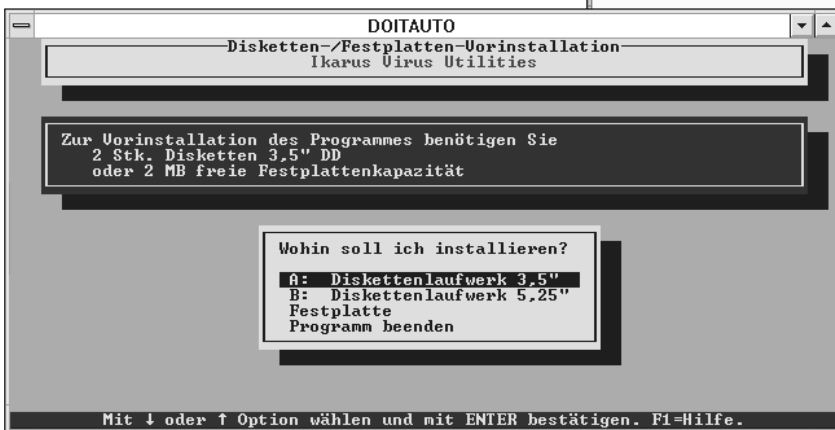 DOITAUTO
Disketten-/Festplatten-Vorinstallation
Ikarus Virus Utilities
Zur Vorinstallation des Programmes benötigen Sie
2 Stk. Disketten 3,5" DD
oder 2 MB freie Festplattenkapazität
Wohin soll ich installieren?
A: Diskettenlaufwerk 3,5"
B: Diskettenlaufwerk 5,25"
Festplatte
Programm beenden
Mit ↓ oder ↑ Option wählen und mit ENTER bestätigen. F1=Hilfe.